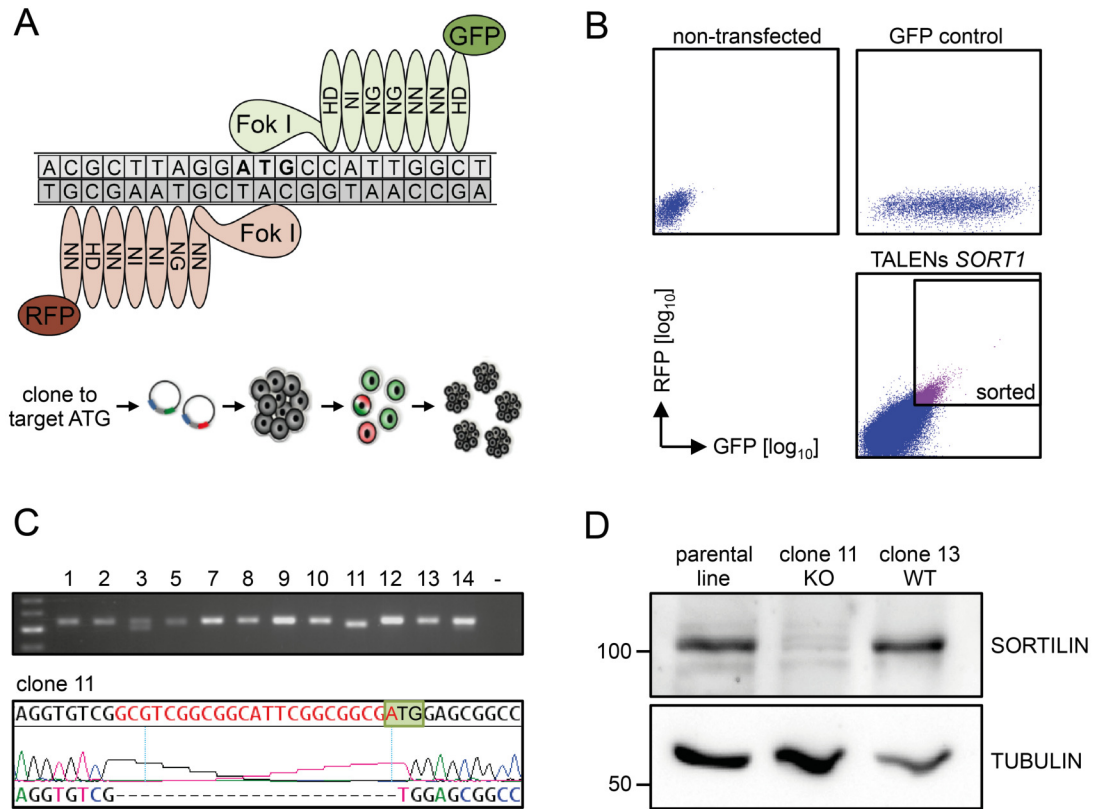 A
GFP
HD NI NG NG NN NN HD
Fok I
A C G C T T A G G A T G C C A T T G G C T
T G C G A A T G C T A C G G T A A C C G A
NN HD NN NI NI NG NN
Fok I
RFP
clone to
target ATG
B
non-transfected
GFP control
TALENs SORT1
sorted
RFP [log10]
GFP [log10]
C
1 2 3 5 7 8 9 10 11 12 13 14 -
clone 11
AGGTGTCGGCGTCGGCGGCATTCGGCGGCGATGGAGCGGCC
AGGTGTCG-----------------------TGGAGCGGCC
D
parental
line
clone 11
KO
clone 13
WT
100
SORTILIN
50
TUBULIN